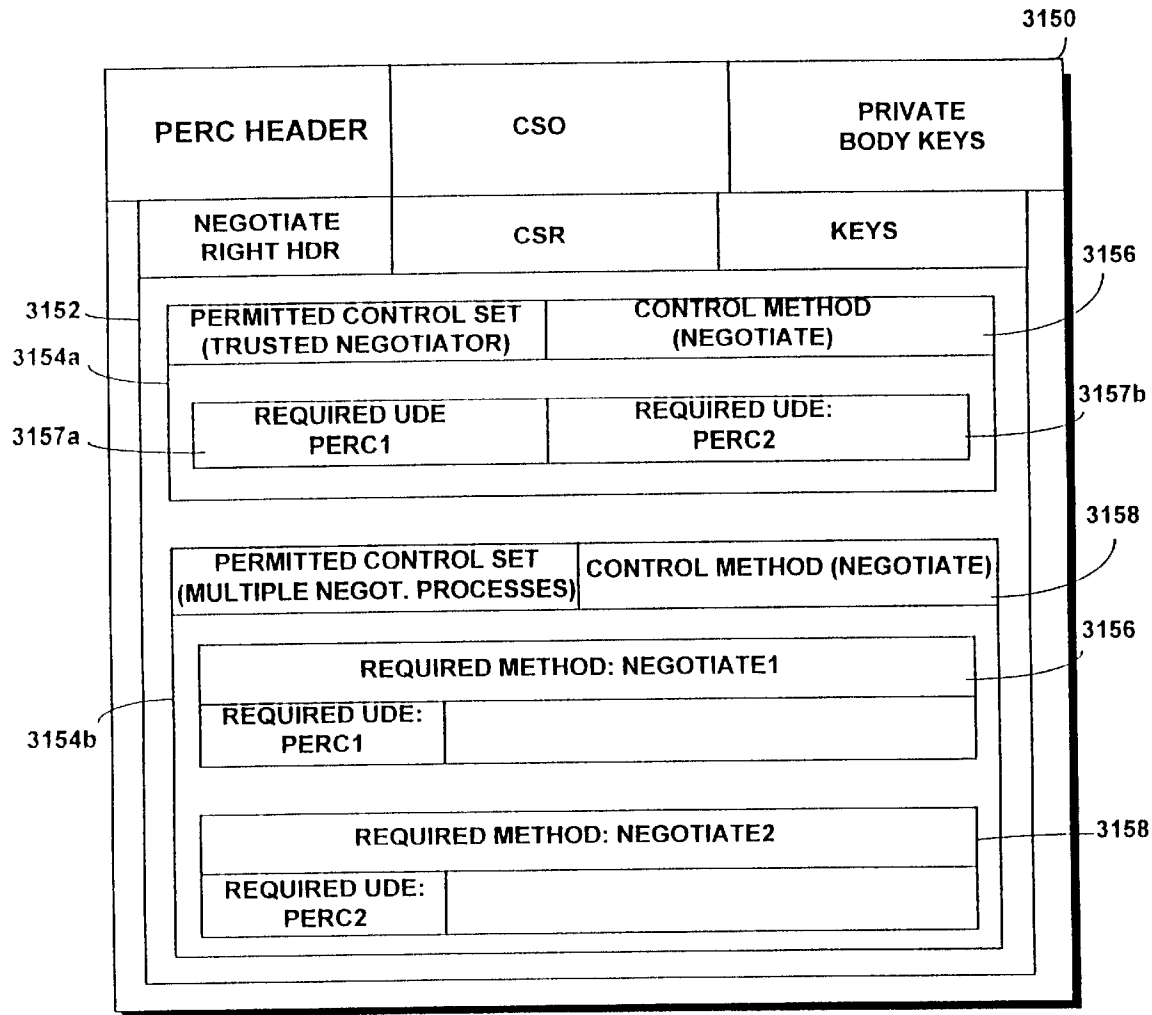 3150
PERC HEADER
CSO
PRIVATE
BODY KEYS
NEGOTIATE
RIGHT HDR
CSR
KEYS
3156
3152
PERMITTED CONTROL SET
(TRUSTED NEGOTIATOR)
CONTROL METHOD
(NEGOTIATE)
3154a
REQUIRED UDE
PERC1
REQUIRED UDE:
PERC2
3157b
3157a
3158
PERMITTED CONTROL SET
(MULTIPLE NEGOT. PROCESSES)
CONTROL METHOD (NEGOTIATE)
3156
REQUIRED METHOD: NEGOTIATE1
REQUIRED UDE:
PERC1
3154b
REQUIRED METHOD: NEGOTIATE2
3158
REQUIRED UDE:
PERC2